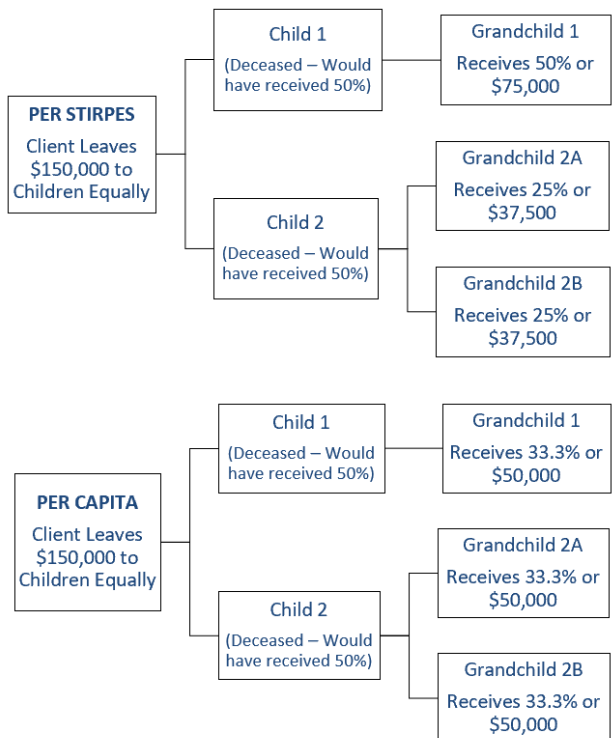 PER STIRPES
Client Leaves
$150,000 to
Children Equally
Child 1
(Deceased – Would
have received 50%)
Grandchild 1
Receives 50% or
$75,000
Child 2
(Deceased – Would
have received 50%)
Grandchild 2A
Receives 25% or
$37,500
Grandchild 2B
Receives 25% or
$37,500
PER CAPITA
Client Leaves
$150,000 to
Children Equally
Child 1
(Deceased – Would
have received 50%)
Grandchild 1
Receives 33.3% or
$50,000
Child 2
(Deceased – Would
have received 50%)
Grandchild 2A
Receives 33.3% or
$50,000
Grandchild 2B
Receives 33.3% or
$50,000